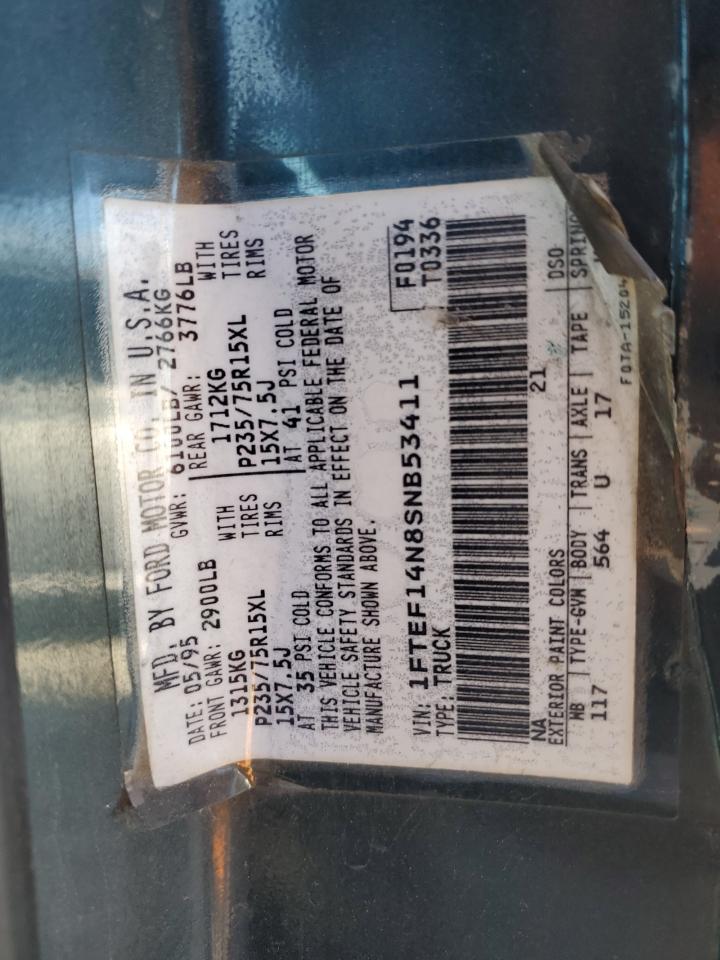 MFD. BY FORD MOTOR CO. IN U.S.A.
DATE: 05/95 GVWR: 6100LB/ 2766KG
FRONT GAWR: 2900LB REAR GAWR: 3776LB
1315KG WITH 1712KG WITH
P235/75R15XL TIRES P235/75R15XL TIRES
15X7.5J RIMS 15X7.5J RIMS
AT 35 PSI COLD AT 41 PSI COLD
THIS VEHICLE CONFORMS TO ALL APPLICABLE FEDERAL MOTOR
VEHICLE SAFETY STANDARDS IN EFFECT ON THE DATE OF
MANUFACTURE SHOWN ABOVE.
F0194
VIN: 1FTEF14N8SNB53411 T0336
TYPE: TRUCK
NA 21
EXTERIOR PAINT COLORS DSO
WB TYPE-GVW BODY TRANS AXLE TAPE SPRING
117 564 U 17